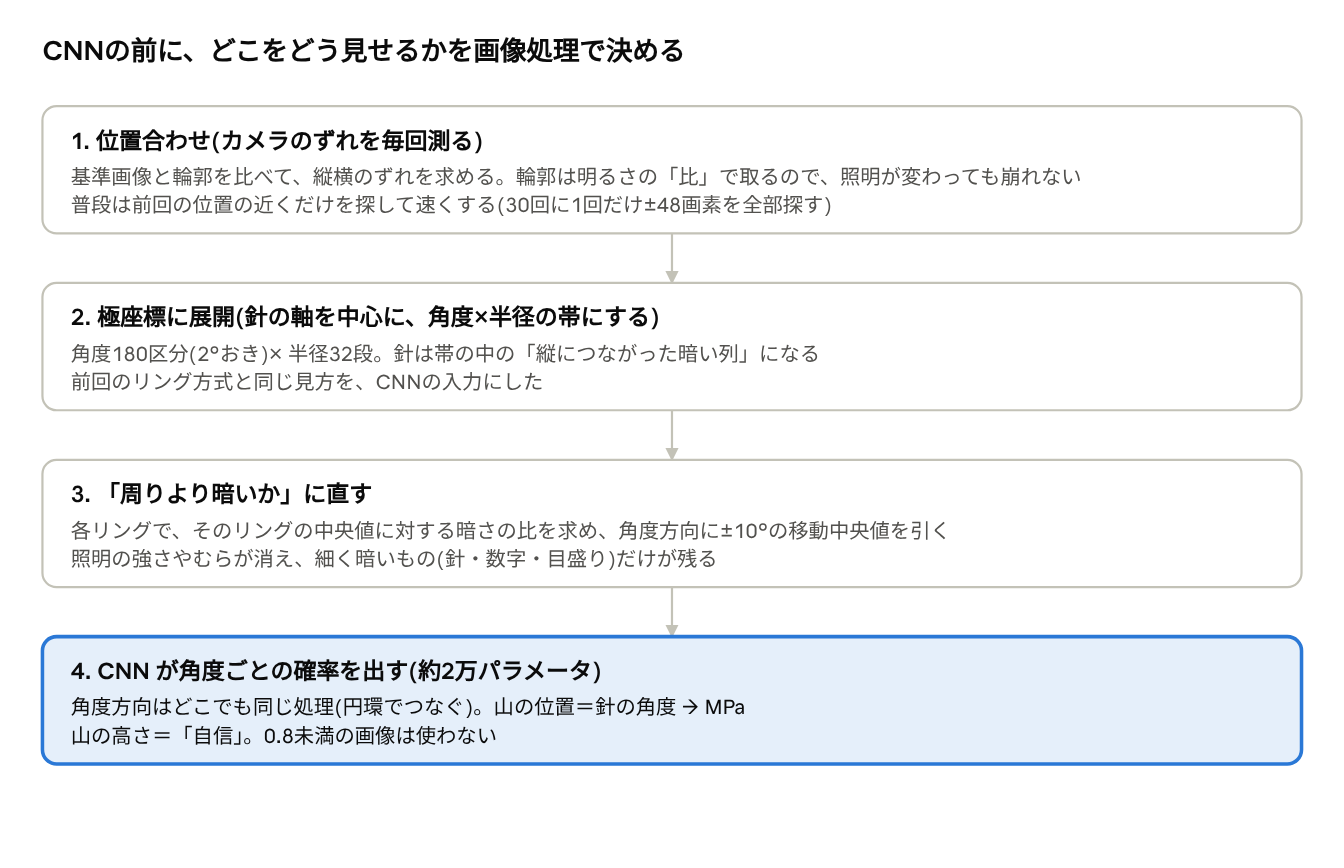 CNNの前に、どこをどう見せるかを画像処理で決める
1. 位置合わせ(カメラのずれを毎回測る)
基準画像と輪郭を比べて、縦横のずれを求める。輪郭は明るさの「比」で取るので、照明が変わっても崩れない
普段は前回の位置の近くだけを探して速くする(30回に1回だけ±48画素を全部探す)
2. 極座標に展開(針の軸を中心に、角度×半径の帯にする)
角度180区分(2°おき)× 半径32段。針は帯の中の「縦につながった暗い列」になる
前回のリング方式と同じ見方を、CNNの入力にした
3. 「周りより暗いか」に直す
各リングで、そのリングの中央値に対する暗さの比を求め、角度方向に±10°の移動中央値を引く
照明の強さやむらが消え、細く暗いもの(針・数字・目盛り)だけが残る
4. CNN が角度ごとの確率を出す(約2万パラメータ)
角度方向はどこでも同じ処理(円環でつなぐ)。山の位置＝針の角度 → MPa
山の高さ＝「自信」。0.8未満の画像は使わない